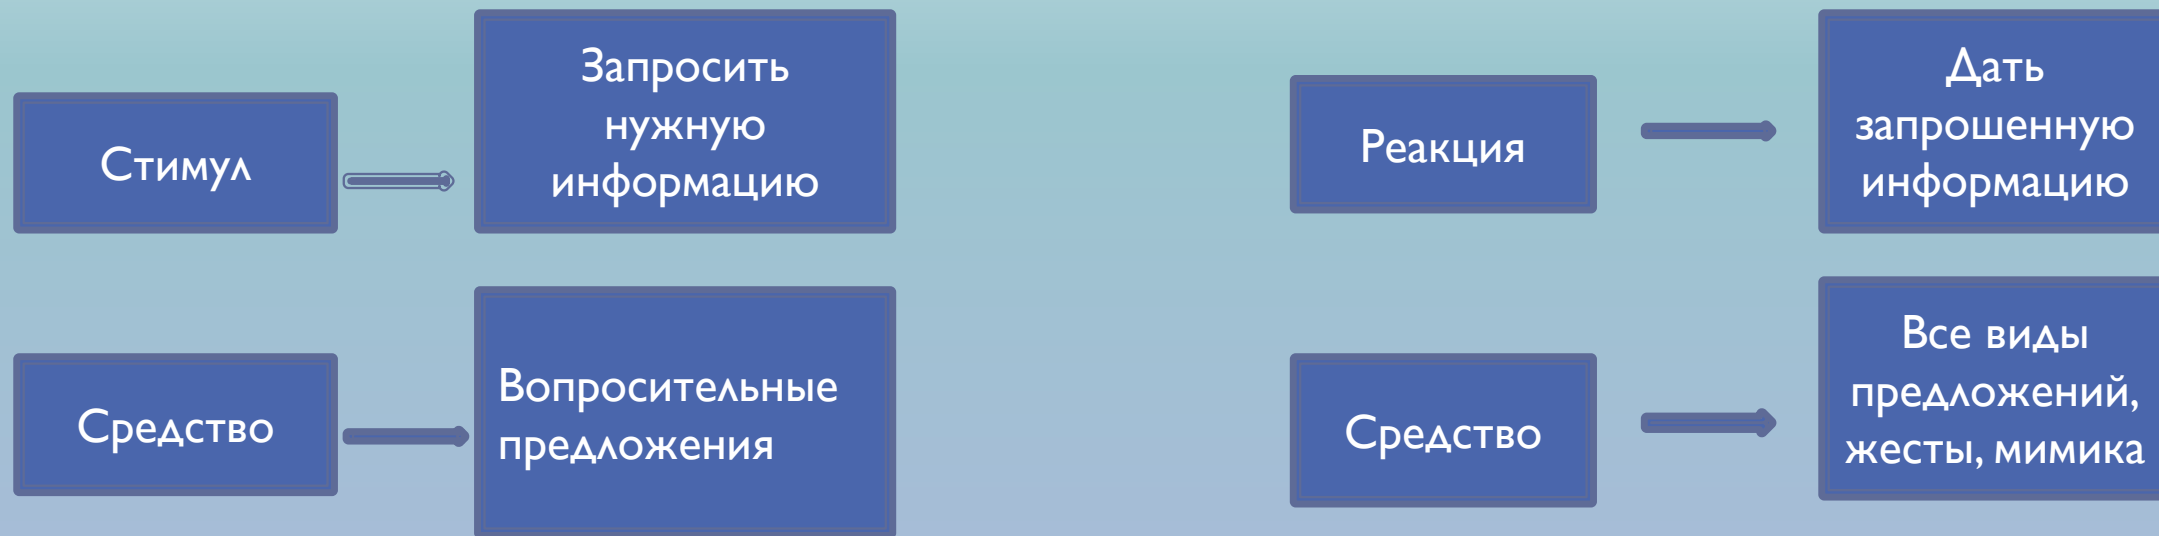 Стимул
Запросить
нужную
информацию
Реакция
Дать
запрошенную
информацию
Средство
Вопросительные
предложения
Средство
Все виды
предложений,
жесты, мимика